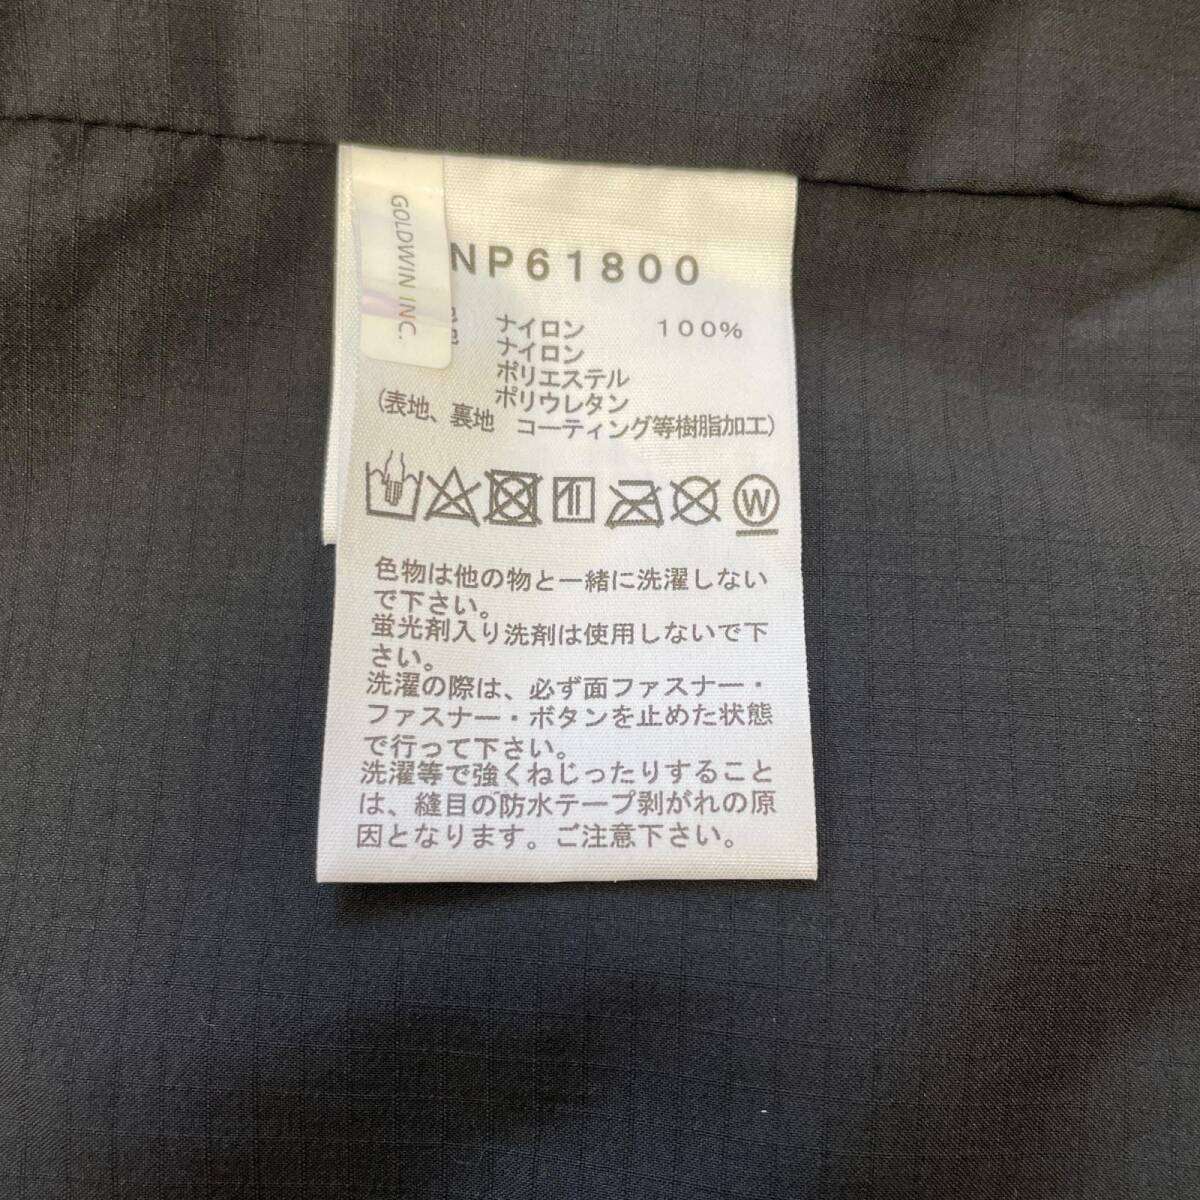 GOLDWIN INC.
NP61800
地 ナイロン 100%
地 ナイロン
ポリエステル
ポリウレタン
(表地、裏地 コーティング等樹脂加工)
W
色物は他の物と一緒に洗濯しない
で下さい。
蛍光剤入り洗剤は使用しないで下
さい。
洗濯の際は、必ず面ファスナー・
ファスナー・ボタンを止めた状態
で行って下さい。
洗濯等で強くねじったりすること
は、縫目の防水テープ剥がれの原
因となります。ご注意下さい。